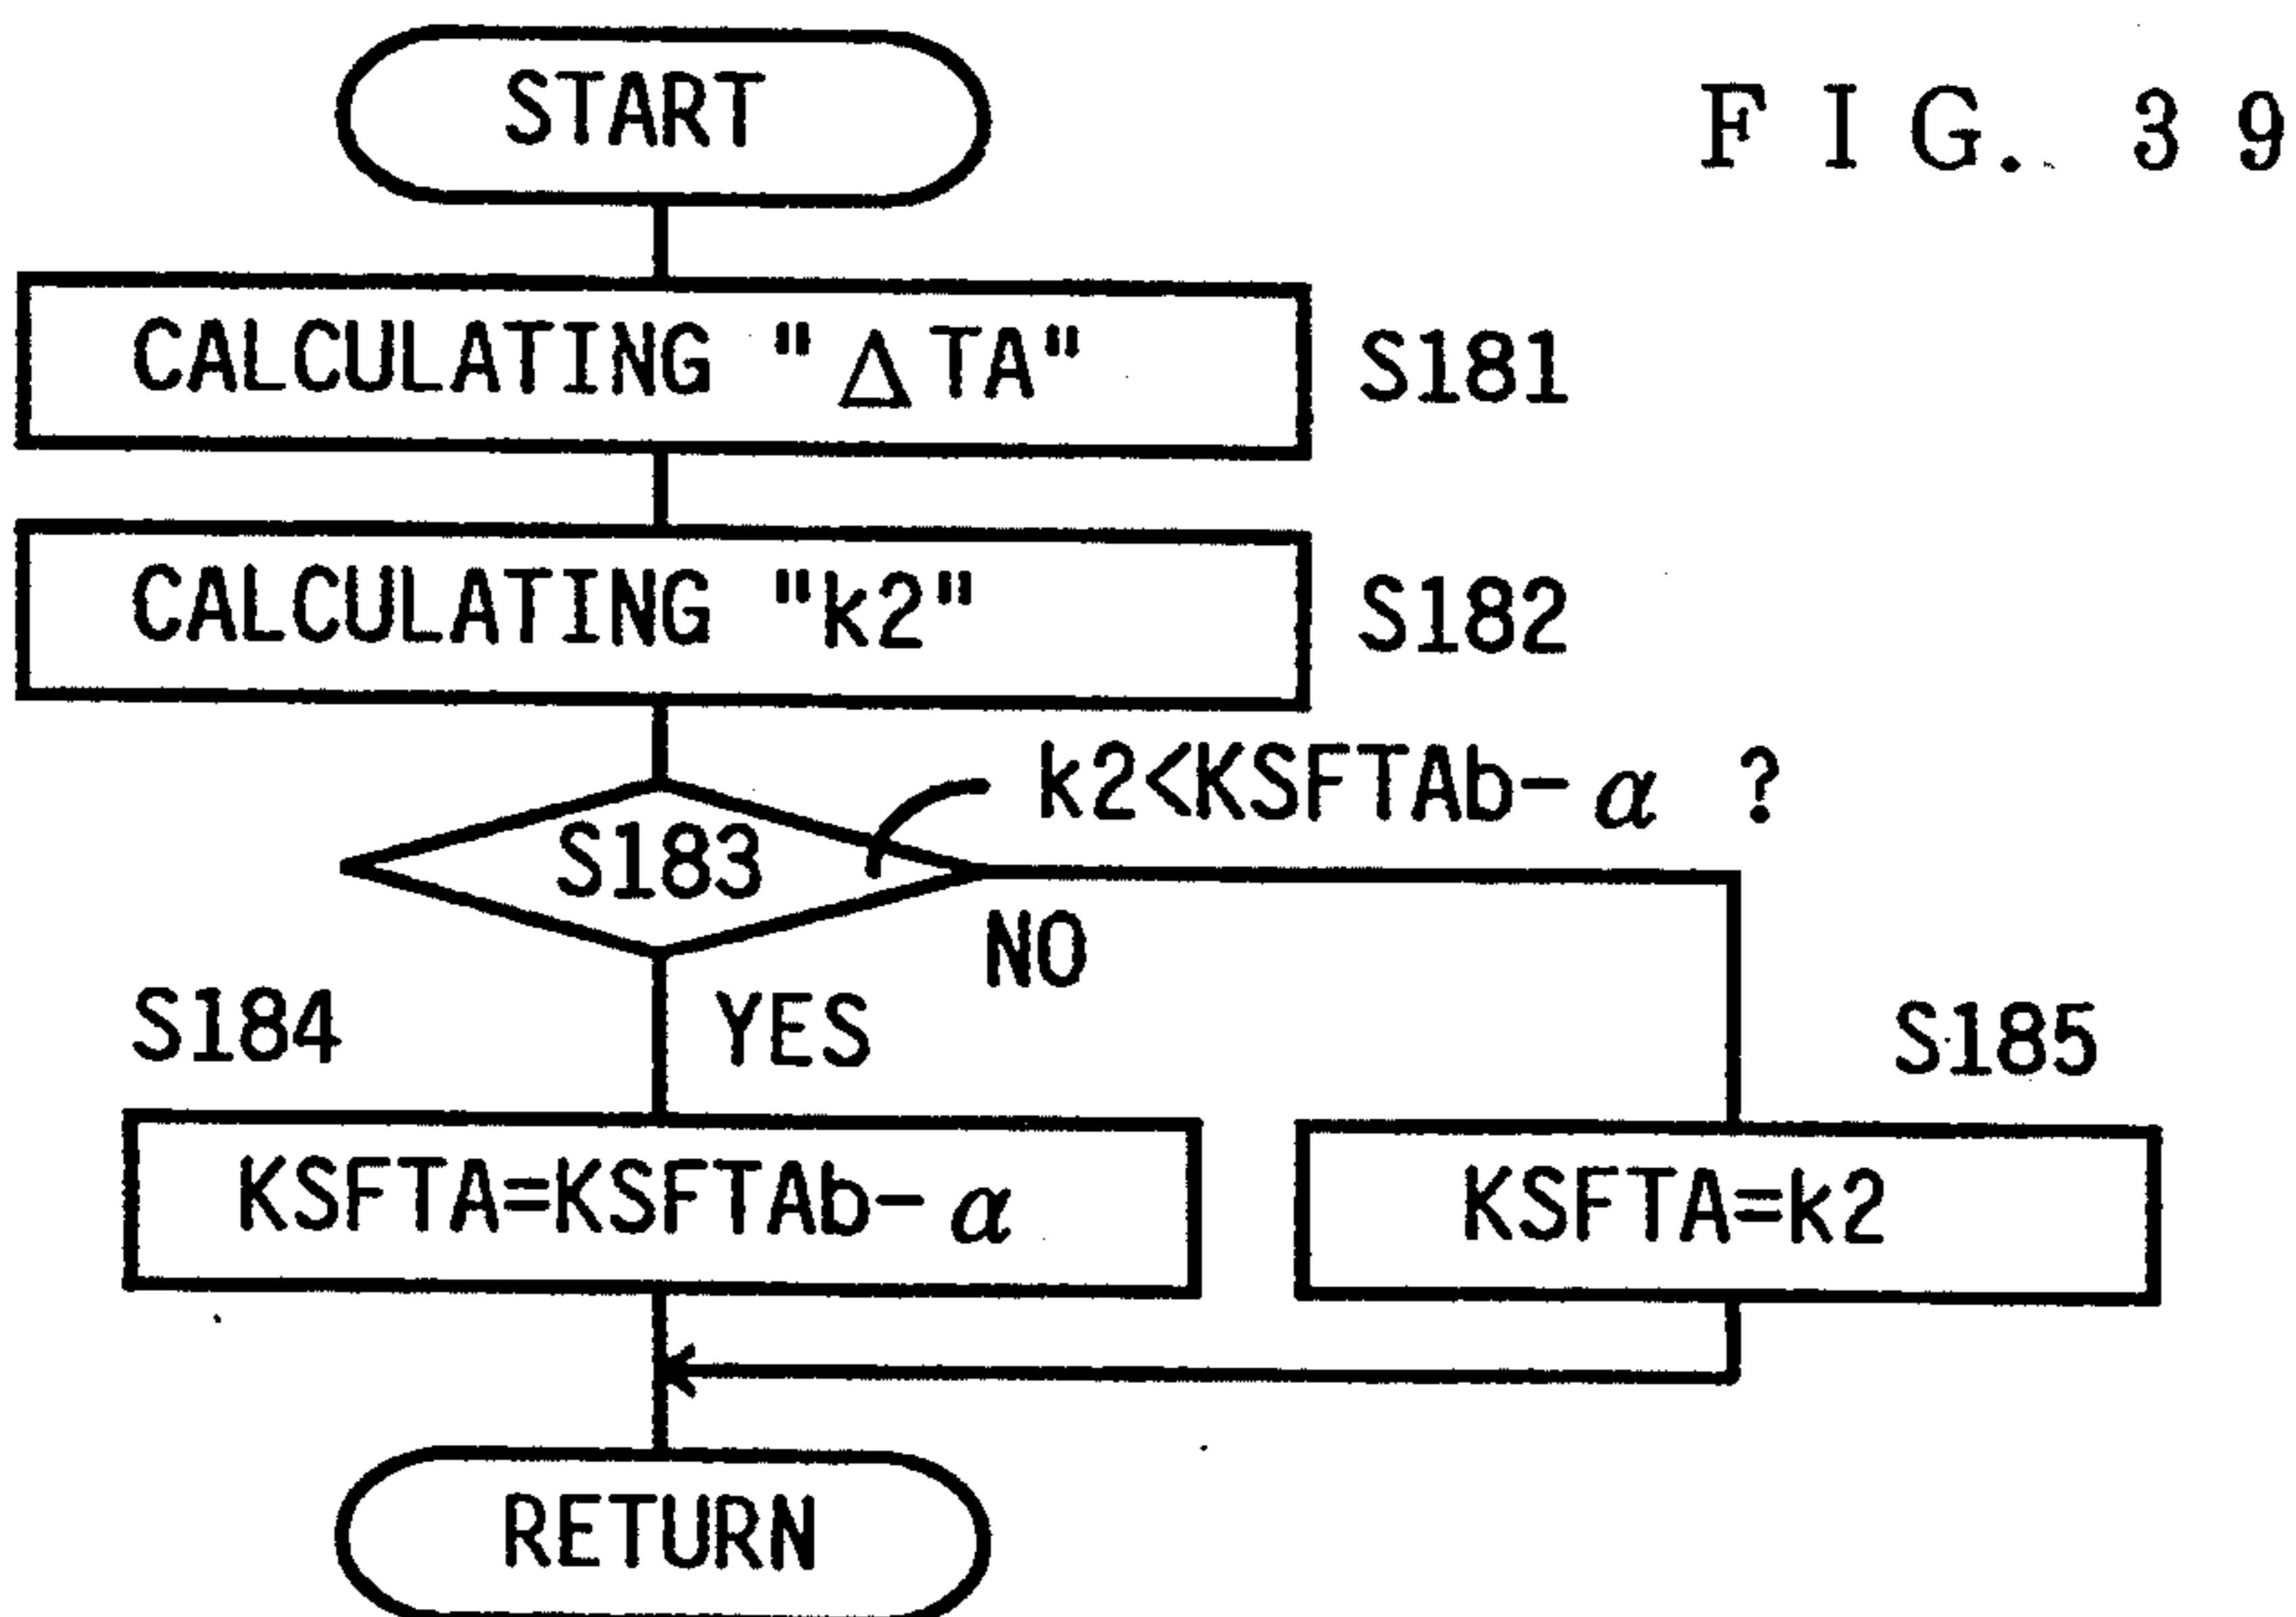 START
F I G. 3 9
CALCULATING "Δ TA"
S181
CALCULATING "k2"
S182
k2<KSFTAb- α ?
S183
NO
S184
YES
S185
KSFTA=KSFTAb- α
KSFTA=k2
RETURN